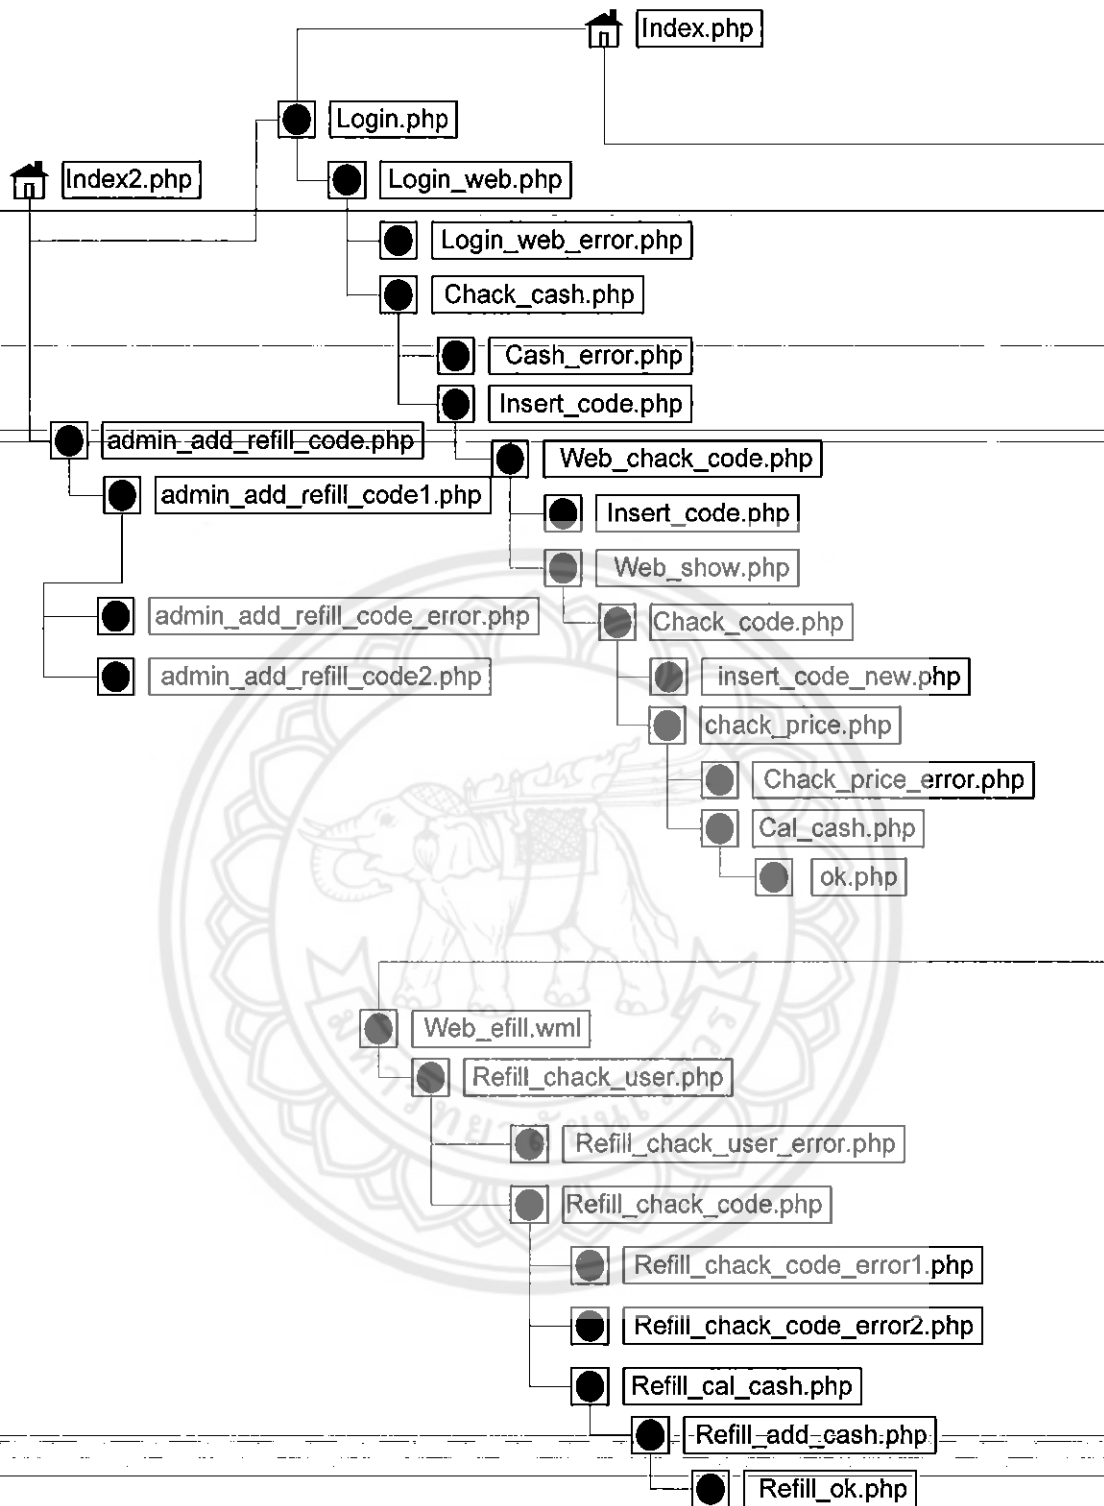 Index.php
Login.php
Index2.php
Login_web.php
Login_web_error.php
Chack_cash.php
Cash_error.php
Insert_code.php
admin_add_refill_code.php
Web_chack_code.php
admin_add_refill_code1.php
Insert_code.php
Web_show.php
admin_add_refill_code_error.php
Chack_code.php
admin_add_refill_code2.php
insert_code_new.php
chack_price.php
Chack_price_error.php
Cal_cash.php
ok.php
Web_efill.wml
Refill_chack_user.php
Refill_chack_user_error.php
Refill_chack_code.php
Refill_chack_code_error1.php
Refill_chack_code_error2.php
Refill_cal_cash.php
Refill_add_cash.php
Refill_ok.php